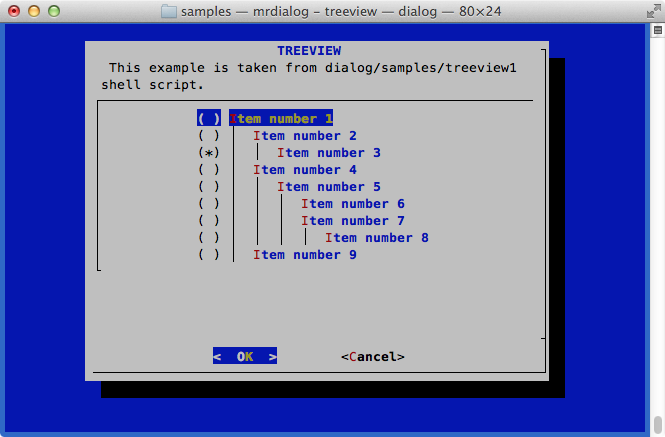 samples — mrdialog – treeview — dialog — 80×24
TREEVIEW
This example is taken from dialog/samples/treeview1
shell script.
( ) Item number 1
( ) Item number 2
(*) Item number 3
( ) Item number 4
( ) Item number 5
( ) Item number 6
( ) Item number 7
( ) Item number 8
( ) Item number 9
< OK > <Cancel>